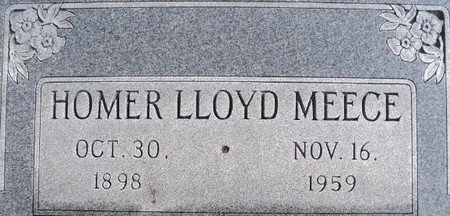 HOMER LLOYD MEECE
OCT. 30. • NOV. 16.
1898 1959